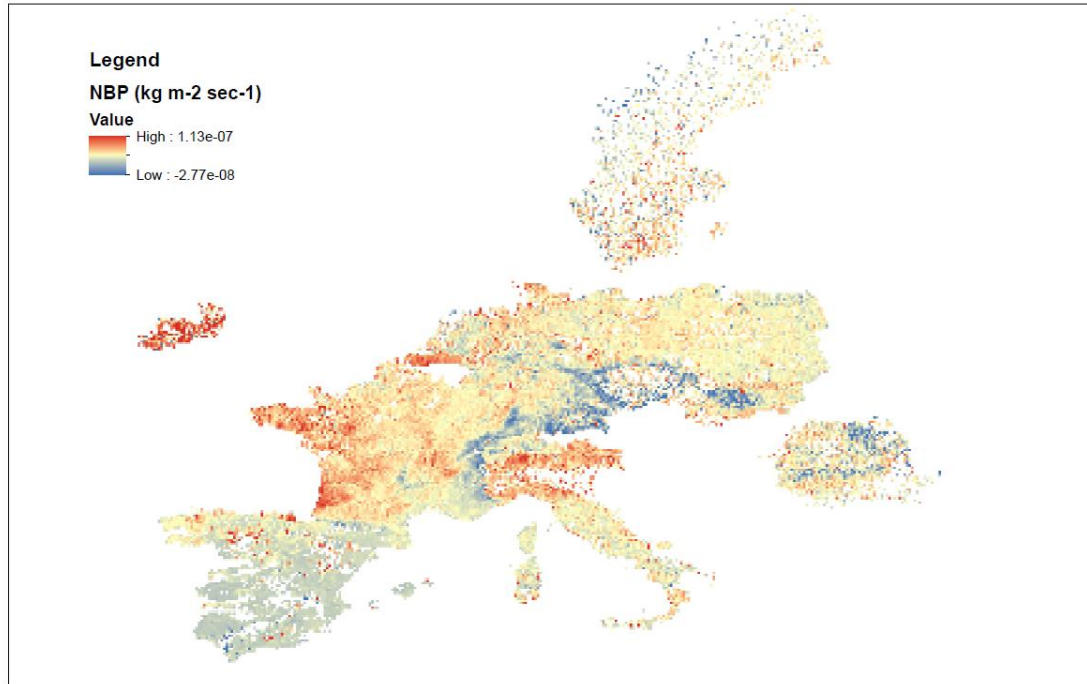 Legend
NBP (kg m-2 sec-1)
Value
High : 1.13e-07
Low : -2.77e-08